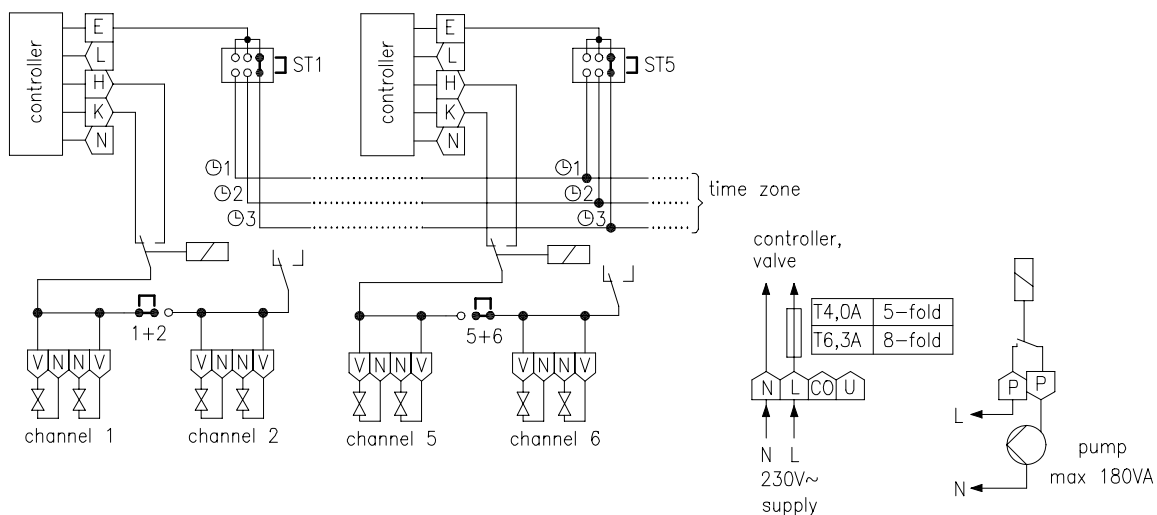 controller
E
L
H
K
N
ST1
controller
E
L
H
K
N
ST5
1
2
3
1
2
3
time zone
1+2
5+6
V N N V
channel 1
V N N V
channel 2
V N N V
channel 5
V N N V
channel 6
controller,
valve
T4,0A 5-fold
T6,3A 8-fold
N L CO U
N L
230V~
supply
P P
L
N
pump
max 180VA